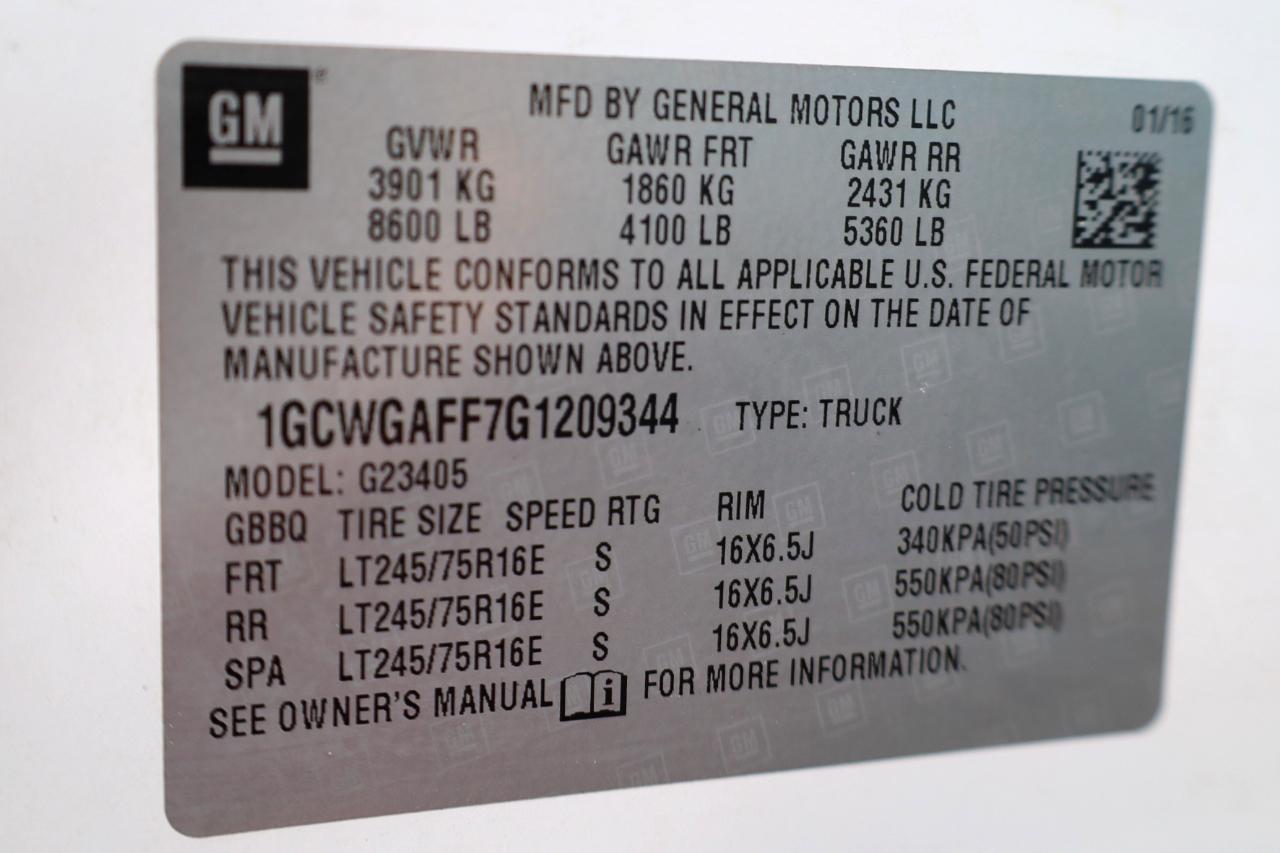 GM
MFD BY GENERAL MOTORS LLC 01/16
GVWR GAWR FRT GAWR RR
3901 KG 1860 KG 2431 KG
8600 LB 4100 LB 5360 LB
THIS VEHICLE CONFORMS TO ALL APPLICABLE U.S. FEDERAL MOTOR
VEHICLE SAFETY STANDARDS IN EFFECT ON THE DATE OF
MANUFACTURE SHOWN ABOVE.
1GCWGAFF7G1209344 TYPE: TRUCK
MODEL: G23405
GBBQ TIRE SIZE SPEED RTG RIM COLD TIRE PRESSURE
FRT LT245/75R16E S 16X6.5J 340KPA(50PSI)
RR LT245/75R16E S 16X6.5J 550KPA(80PSI)
SPA LT245/75R16E S 16X6.5J 550KPA(80PSI)
SEE OWNER'S MANUAL i FOR MORE INFORMATION.